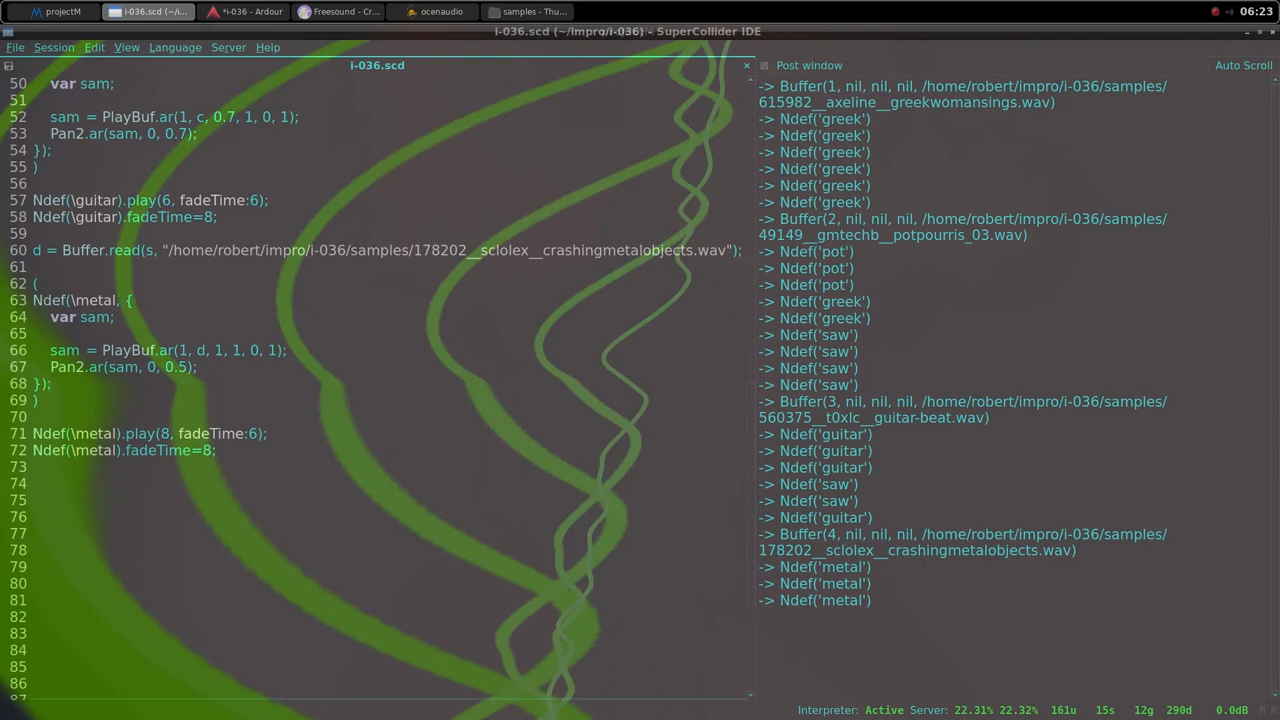 projectM
i-036.scd (~/i...
*i-036 - Ardour
Freesound - Cr...
ocenaudio
samples - Thu...
06:23
i-036.scd (~/impro/i-036) - SuperCollider IDE
File Session Edit View Language Server Help
i-036.scd
50 var sam;
51
52 sam = PlayBuf.ar(1, c, 0.7, 1, 0, 1);
53 Pan2.ar(sam, 0, 0.7);
54 });
55 )
56
57 Ndef(\guitar).play(6, fadeTime:6);
58 Ndef(\guitar).fadeTime=8;
59
60 d = Buffer.read(s, "/home/robert/impro/i-036/samples/178202__sclolex__crashingmetalobjects.wav");
61
62 (
63 Ndef(\metal, {
64 var sam;
65
66 sam = PlayBuf.ar(1, d, 1, 1, 0, 1);
67 Pan2.ar(sam, 0, 0.5);
68 });
69 )
70
71 Ndef(\metal).play(8, fadeTime:6);
72 Ndef(\metal).fadeTime=8;
73
74
75
76
77
78
79
80
81
82
83
84
85
86
87
Post window Auto Scroll
-> Buffer(1, nil, nil, nil, /home/robert/impro/i-036/samples/
615982__axeline__greekwomansings.wav)
-> Ndef('greek')
-> Ndef('greek')
-> Ndef('greek')
-> Ndef('greek')
-> Ndef('greek')
-> Ndef('greek')
-> Buffer(2, nil, nil, nil, /home/robert/impro/i-036/samples/
49149__gmtechb__potpourris_03.wav)
-> Ndef('pot')
-> Ndef('pot')
-> Ndef('pot')
-> Ndef('greek')
-> Ndef('greek')
-> Ndef('saw')
-> Ndef('saw')
-> Ndef('saw')
-> Ndef('saw')
-> Buffer(3, nil, nil, nil, /home/robert/impro/i-036/samples/
560375__t0xlc__guitar-beat.wav)
-> Ndef('guitar')
-> Ndef('guitar')
-> Ndef('guitar')
-> Ndef('saw')
-> Ndef('saw')
-> Ndef('guitar')
-> Buffer(4, nil, nil, nil, /home/robert/impro/i-036/samples/
178202__sclolex__crashingmetalobjects.wav)
-> Ndef('metal')
-> Ndef('metal')
-> Ndef('metal')
Interpreter: Active Server: 22.31% 22.32% 161u 15s 12g 290d 0.0dB M R